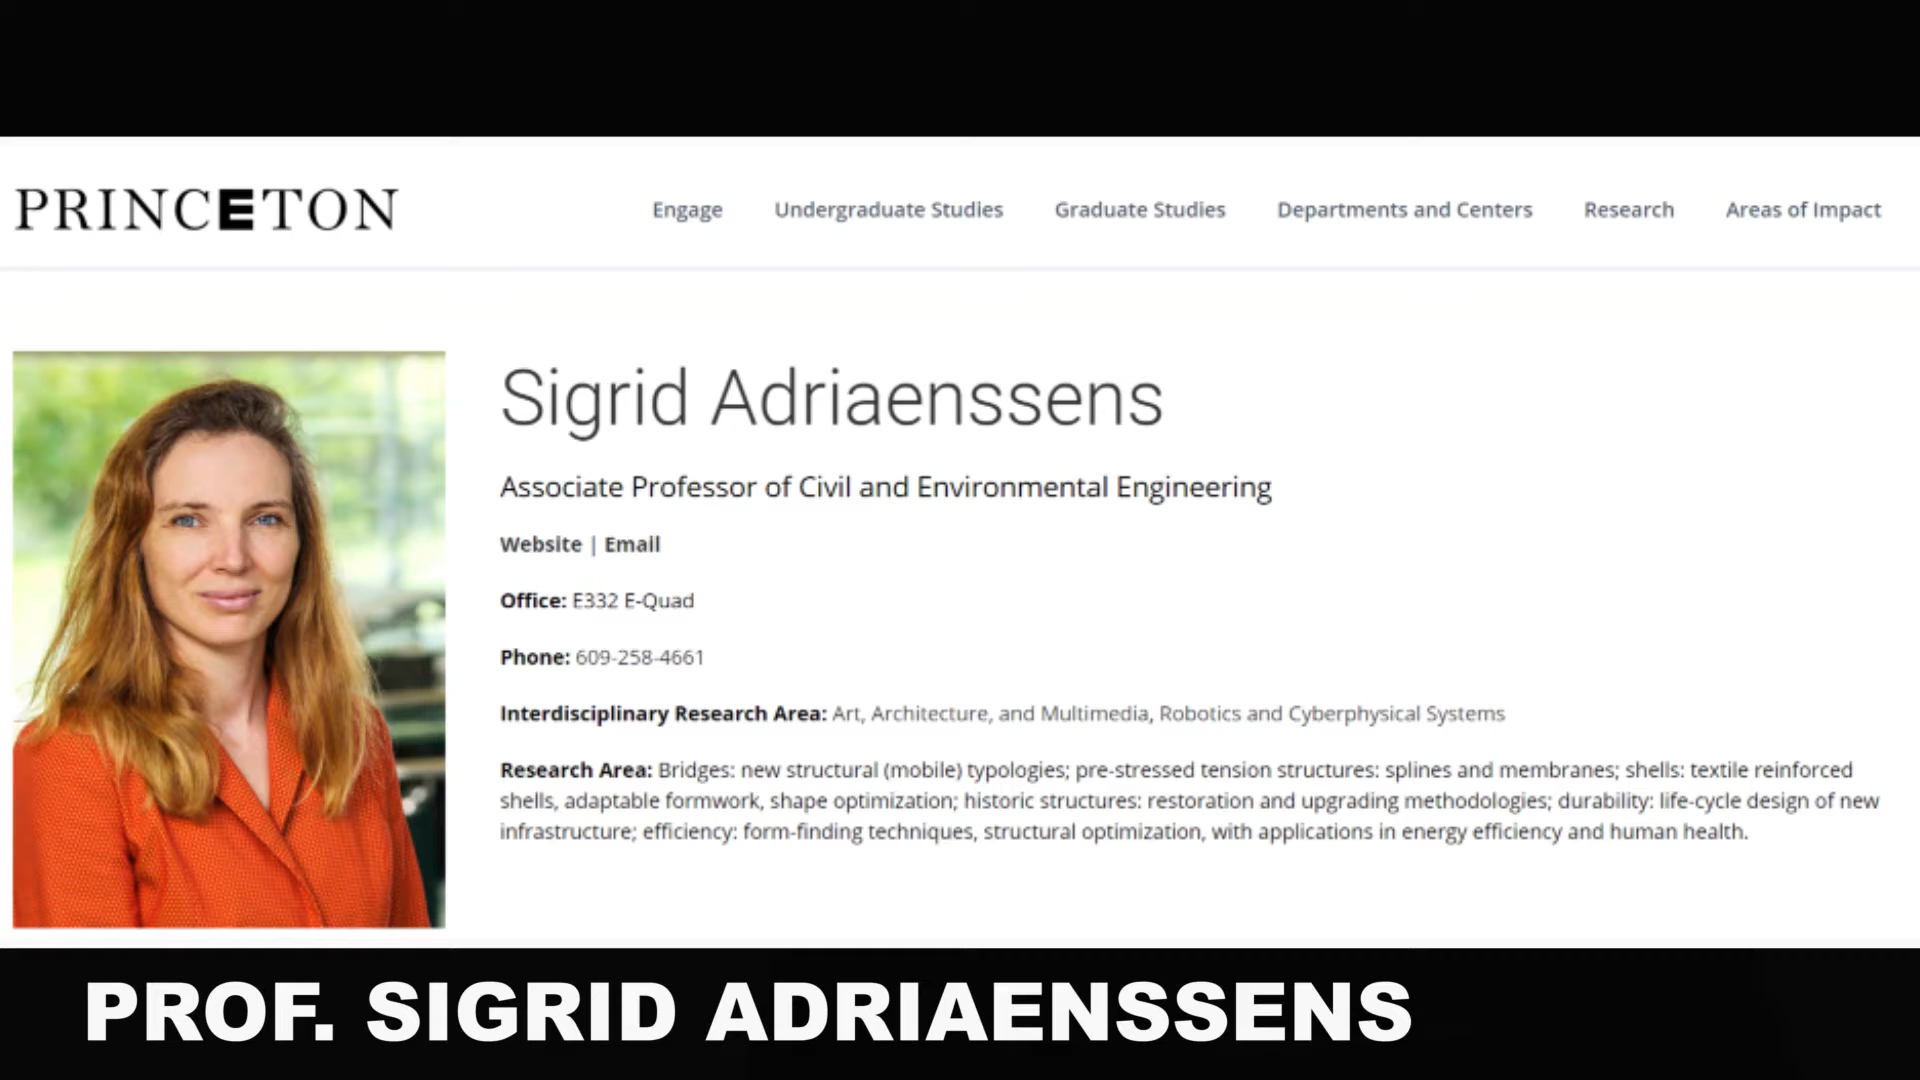 PRINCETON
Engage Undergraduate Studies Graduate Studies Departments and Centers Research Areas of Impact
Sigrid Adriaenssens
Associate Professor of Civil and Environmental Engineering
Website | Email
Office: E332 E-Quad
Phone: 609-258-4661
Interdisciplinary Research Area: Art, Architecture, and Multimedia, Robotics and Cyberphysical Systems
Research Area: Bridges: new structural (mobile) typologies; pre-stressed tension structures: splines and membranes; shells: textile reinforced
shells, adaptable formwork, shape optimization; historic structures: restoration and upgrading methodologies; durability: life-cycle design of new
infrastructure; efficiency: form-finding techniques, structural optimization, with applications in energy efficiency and human health.
PROF. SIGRID ADRIAENSSENS